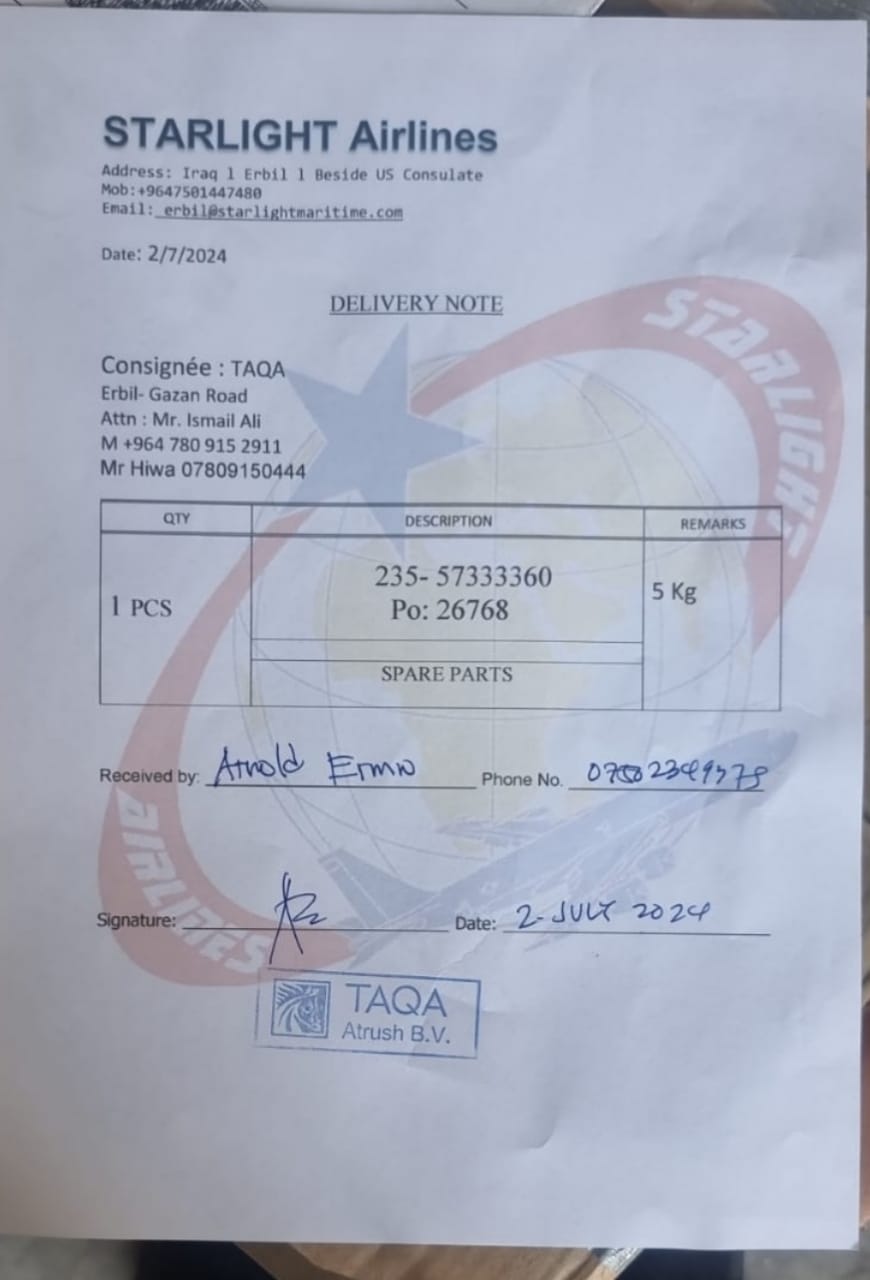 STARLIGHT Airlines
Address: Iraq l Erbil l Beside US Consulate
Mob:+9647501447480
Email: erbil@starlightmaritime.com
Date: 2/7/2024
DELIVERY NOTE
Consignée : TAQA
Erbil- Gazan Road
Attn : Mr. Ismail Ali
M +964 780 915 2911
Mr Hiwa 07809150444
QTY DESCRIPTION REMARKS
1 PCS 235- 57333360 5 Kg
Po: 26768
SPARE PARTS
Received by: Arnold Phone No.
Signature: Date: 2-JULY 2024
TAQA
Atrush B.V.
STARLIGHT
AIRLINES